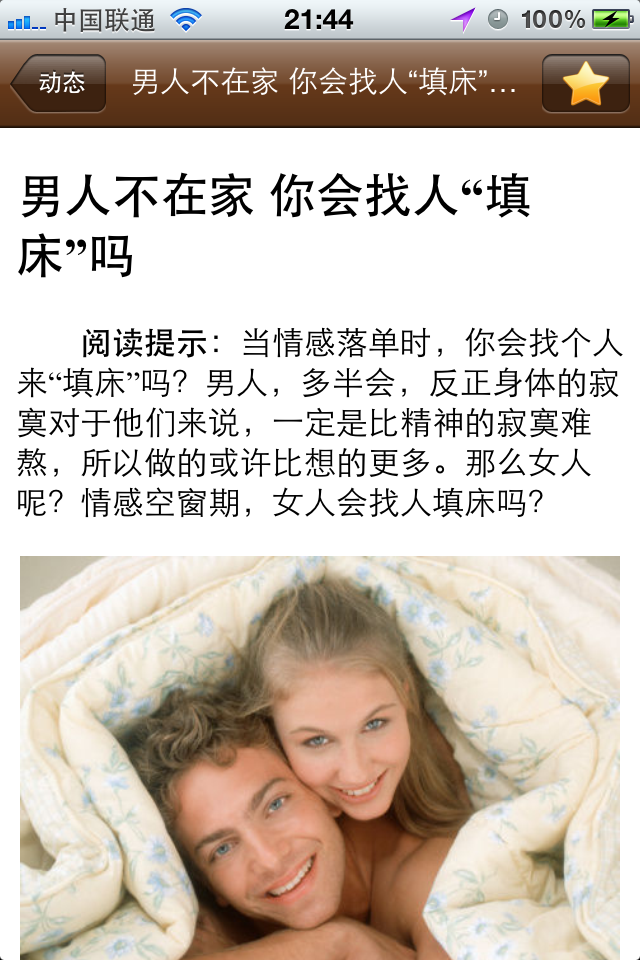 中国联通 21:44 100%
动态 男人不在家 你会找人“填床”...
男人不在家 你会找人“填
床”吗
阅读提示：当情感落单时，你会找个人
来“填床”吗？男人，多半会，反正身体的寂
寞对于他们来说，一定是比精神的寂寞难
熬，所以做的或许比想的更多。那么女人
呢？情感空窗期，女人会找人填床吗？